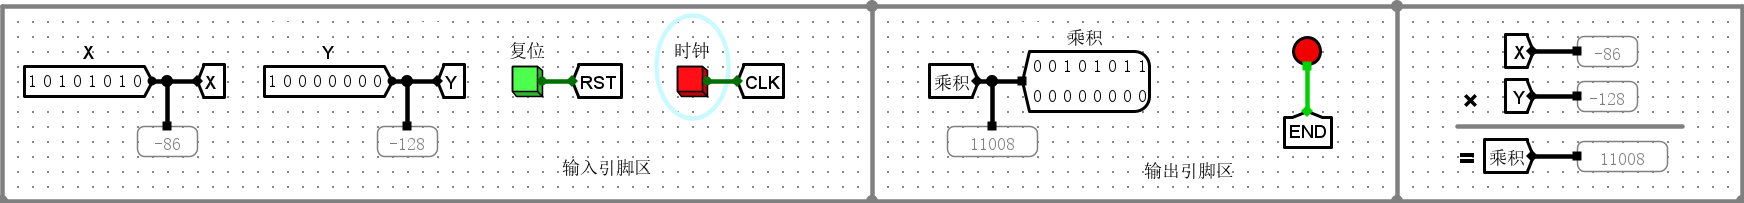 X
1 0 1 0 1 0 1 0
X
-86
Y
1 0 0 0 0 0 0 0
Y
-128
复位
RST
时钟
CLK
输入引脚区
乘积
乘积
0 0 1 0 1 0 1 1
0 0 0 0 0 0 0 0
11008
END
输出引脚区
X
-86
×
Y
-128
=
乘积
11008